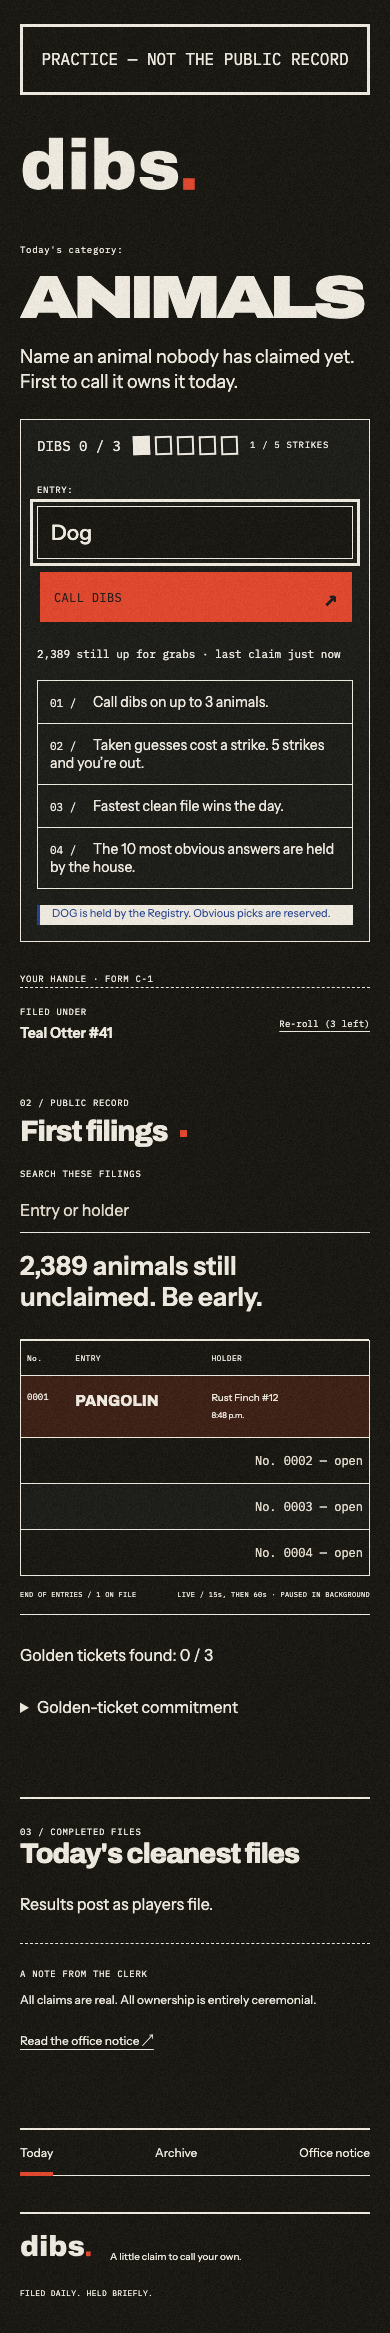 PRACTICE — NOT THE PUBLIC RECORD
dibs.
Today's category:
ANIMALS
Name an animal nobody has claimed yet.
First to call it owns it today.
DIBS 0 / 3
1 / 5 STRIKES
ENTRY:
Dog
CALL DIBS ↗
2,389 still up for grabs · last claim just now
01 / Call dibs on up to 3 animals.
02 / Taken guesses cost a strike. 5 strikes
and you're out.
03 / Fastest clean file wins the day.
04 / The 10 most obvious answers are held
by the house.
DOG is held by the Registry. Obvious picks are reserved.
YOUR HANDLE · FORM C-1
FILED UNDER
Teal Otter #41
Re-roll (3 left)
02 / PUBLIC RECORD
First filings
SEARCH THESE FILINGS
Entry or holder
2,389 animals still
unclaimed. Be early.
No. ENTRY HOLDER
0001 PANGOLIN Rust Finch #12
8:48 p.m.
No. 0002 — open
No. 0003 — open
No. 0004 — open
END OF ENTRIES / 1 ON FILE
LIVE / 15s, THEN 60s · PAUSED IN BACKGROUND
Golden tickets found: 0 / 3
▶ Golden-ticket commitment
03 / COMPLETED FILES
Today's cleanest files
Results post as players file.
A NOTE FROM THE CLERK
All claims are real. All ownership is entirely ceremonial.
Read the office notice ↗
Today Archive Office notice
dibs. A little claim to call your own.
FILED DAILY. HELD BRIEFLY.